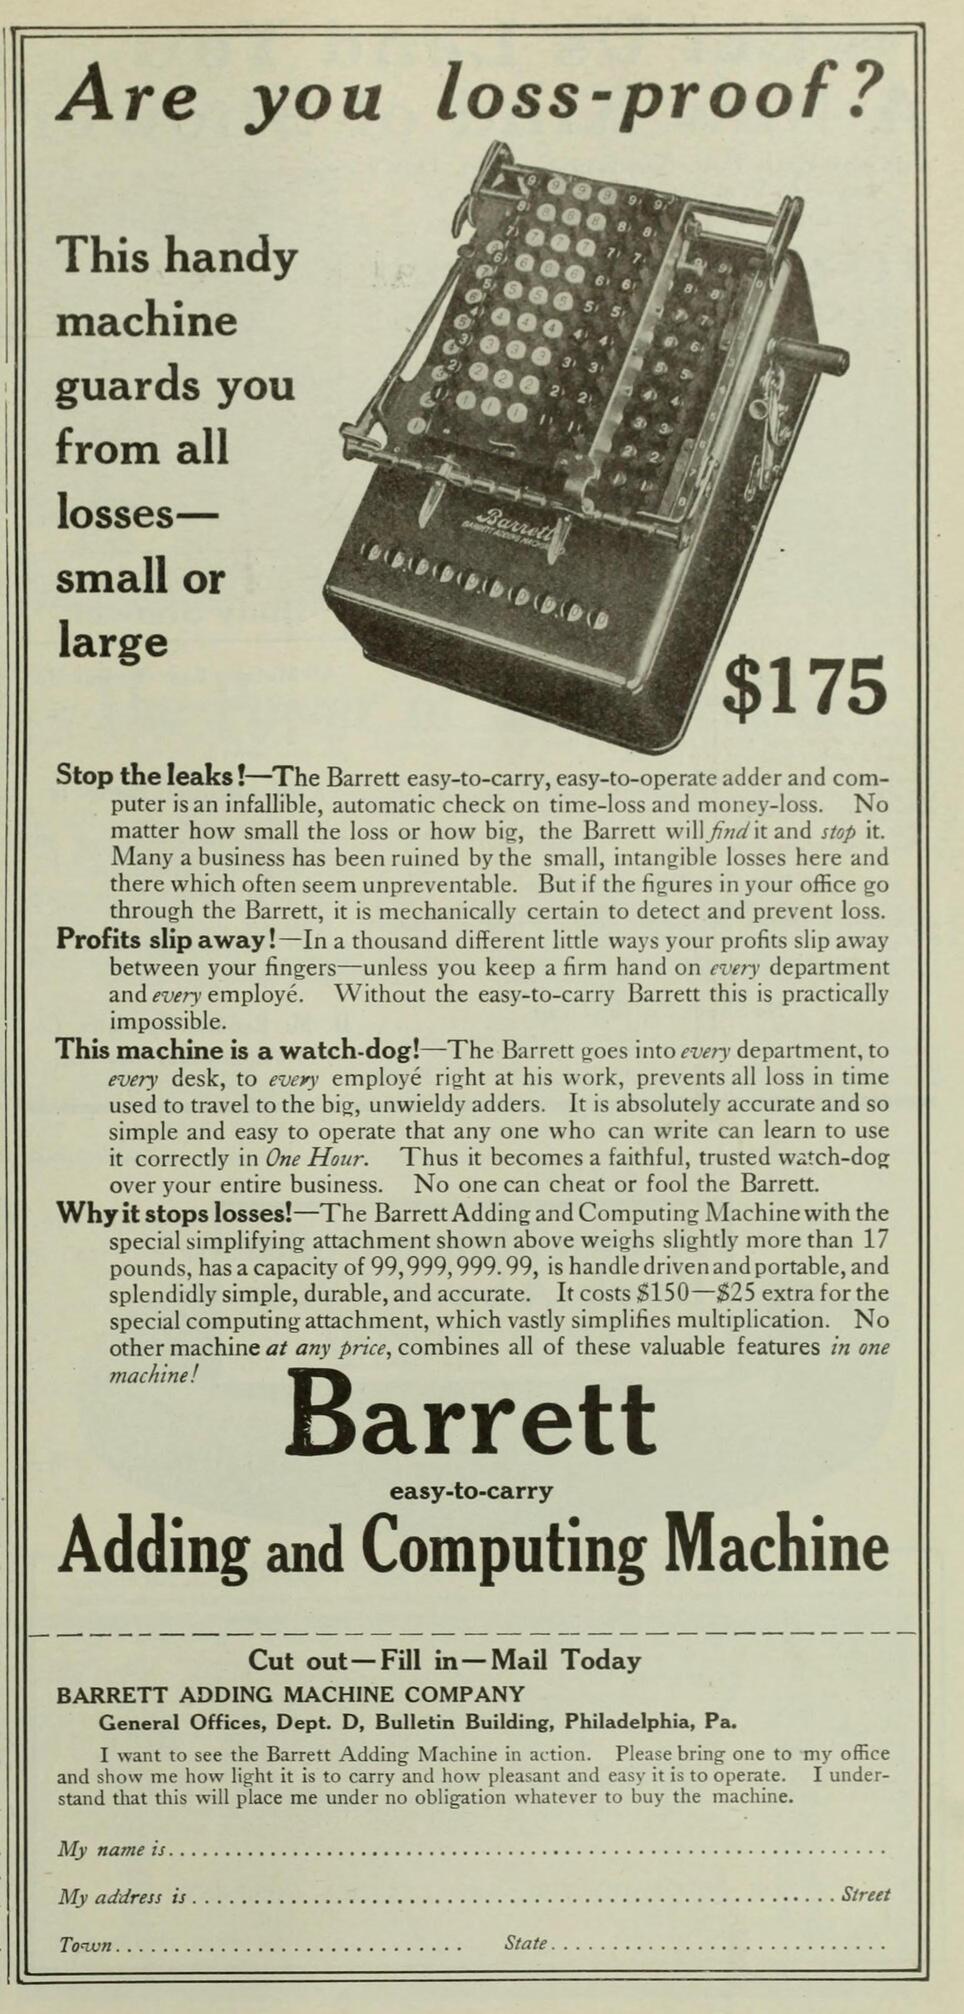 Are you loss-proof?
This handy
machine
guards you
from all
losses—
small or
large
Barrett
$175
Stop the leaks!—The Barrett easy-to-carry, easy-to-operate adder and com-
puter is an infallible, automatic check on time-loss and money-loss. No
matter how small the loss or how big, the Barrett will find it and stop it.
Many a business has been ruined by the small, intangible losses here and
there which often seem unpreventable. But if the figures in your office go
through the Barrett, it is mechanically certain to detect and prevent loss.
Profits slip away!—In a thousand different little ways your profits slip away
between your fingers—unless you keep a firm hand on every department
and every employé. Without the easy-to-carry Barrett this is practically
impossible.
This machine is a watch-dog!—The Barrett goes into every department, to
every desk, to every employé right at his work, prevents all loss in time
used to travel to the big, unwieldy adders. It is absolutely accurate and so
simple and easy to operate that any one who can write can learn to use
it correctly in One Hour. Thus it becomes a faithful, trusted watch-dog
over your entire business. No one can cheat or fool the Barrett.
Why it stops losses!—The Barrett Adding and Computing Machine with the
special simplifying attachment shown above weighs slightly more than 17
pounds, has a capacity of 99,999,999.99, is handle driven and portable, and
splendidly simple, durable, and accurate. It costs $150—$25 extra for the
special computing attachment, which vastly simplifies multiplication. No
other machine at any price, combines all of these valuable features in one
machine!
Barrett
easy-to-carry
Adding and Computing Machine
Cut out—Fill in—Mail Today
BARRETT ADDING MACHINE COMPANY
General Offices, Dept. D, Bulletin Building, Philadelphia, Pa.
I want to see the Barrett Adding Machine in action. Please bring one to my office
and show me how light it is to carry and how pleasant and easy it is to operate. I under-
stand that this will place me under no obligation whatever to buy the machine.
My name is
My address is Street
Town State